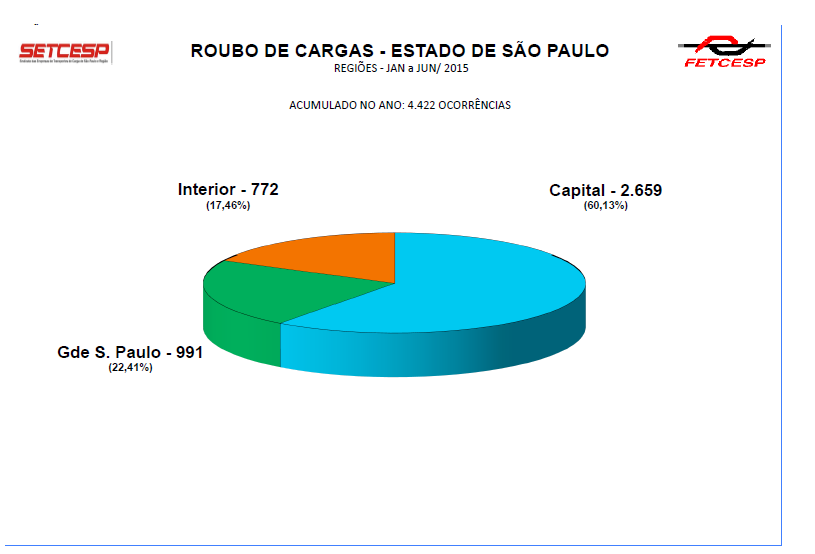 SETCESP
ROUBO DE CARGAS - ESTADO DE SÃO PAULO
FETCESP
REGIÕES - JAN a JUN/ 2015
ACUMULADO NO ANO: 4.422 OCORRÊNCIAS
Interior - 772
(17,46%)
Capital - 2.659
(60,13%)
Gde S. Paulo - 991
(22,41%)